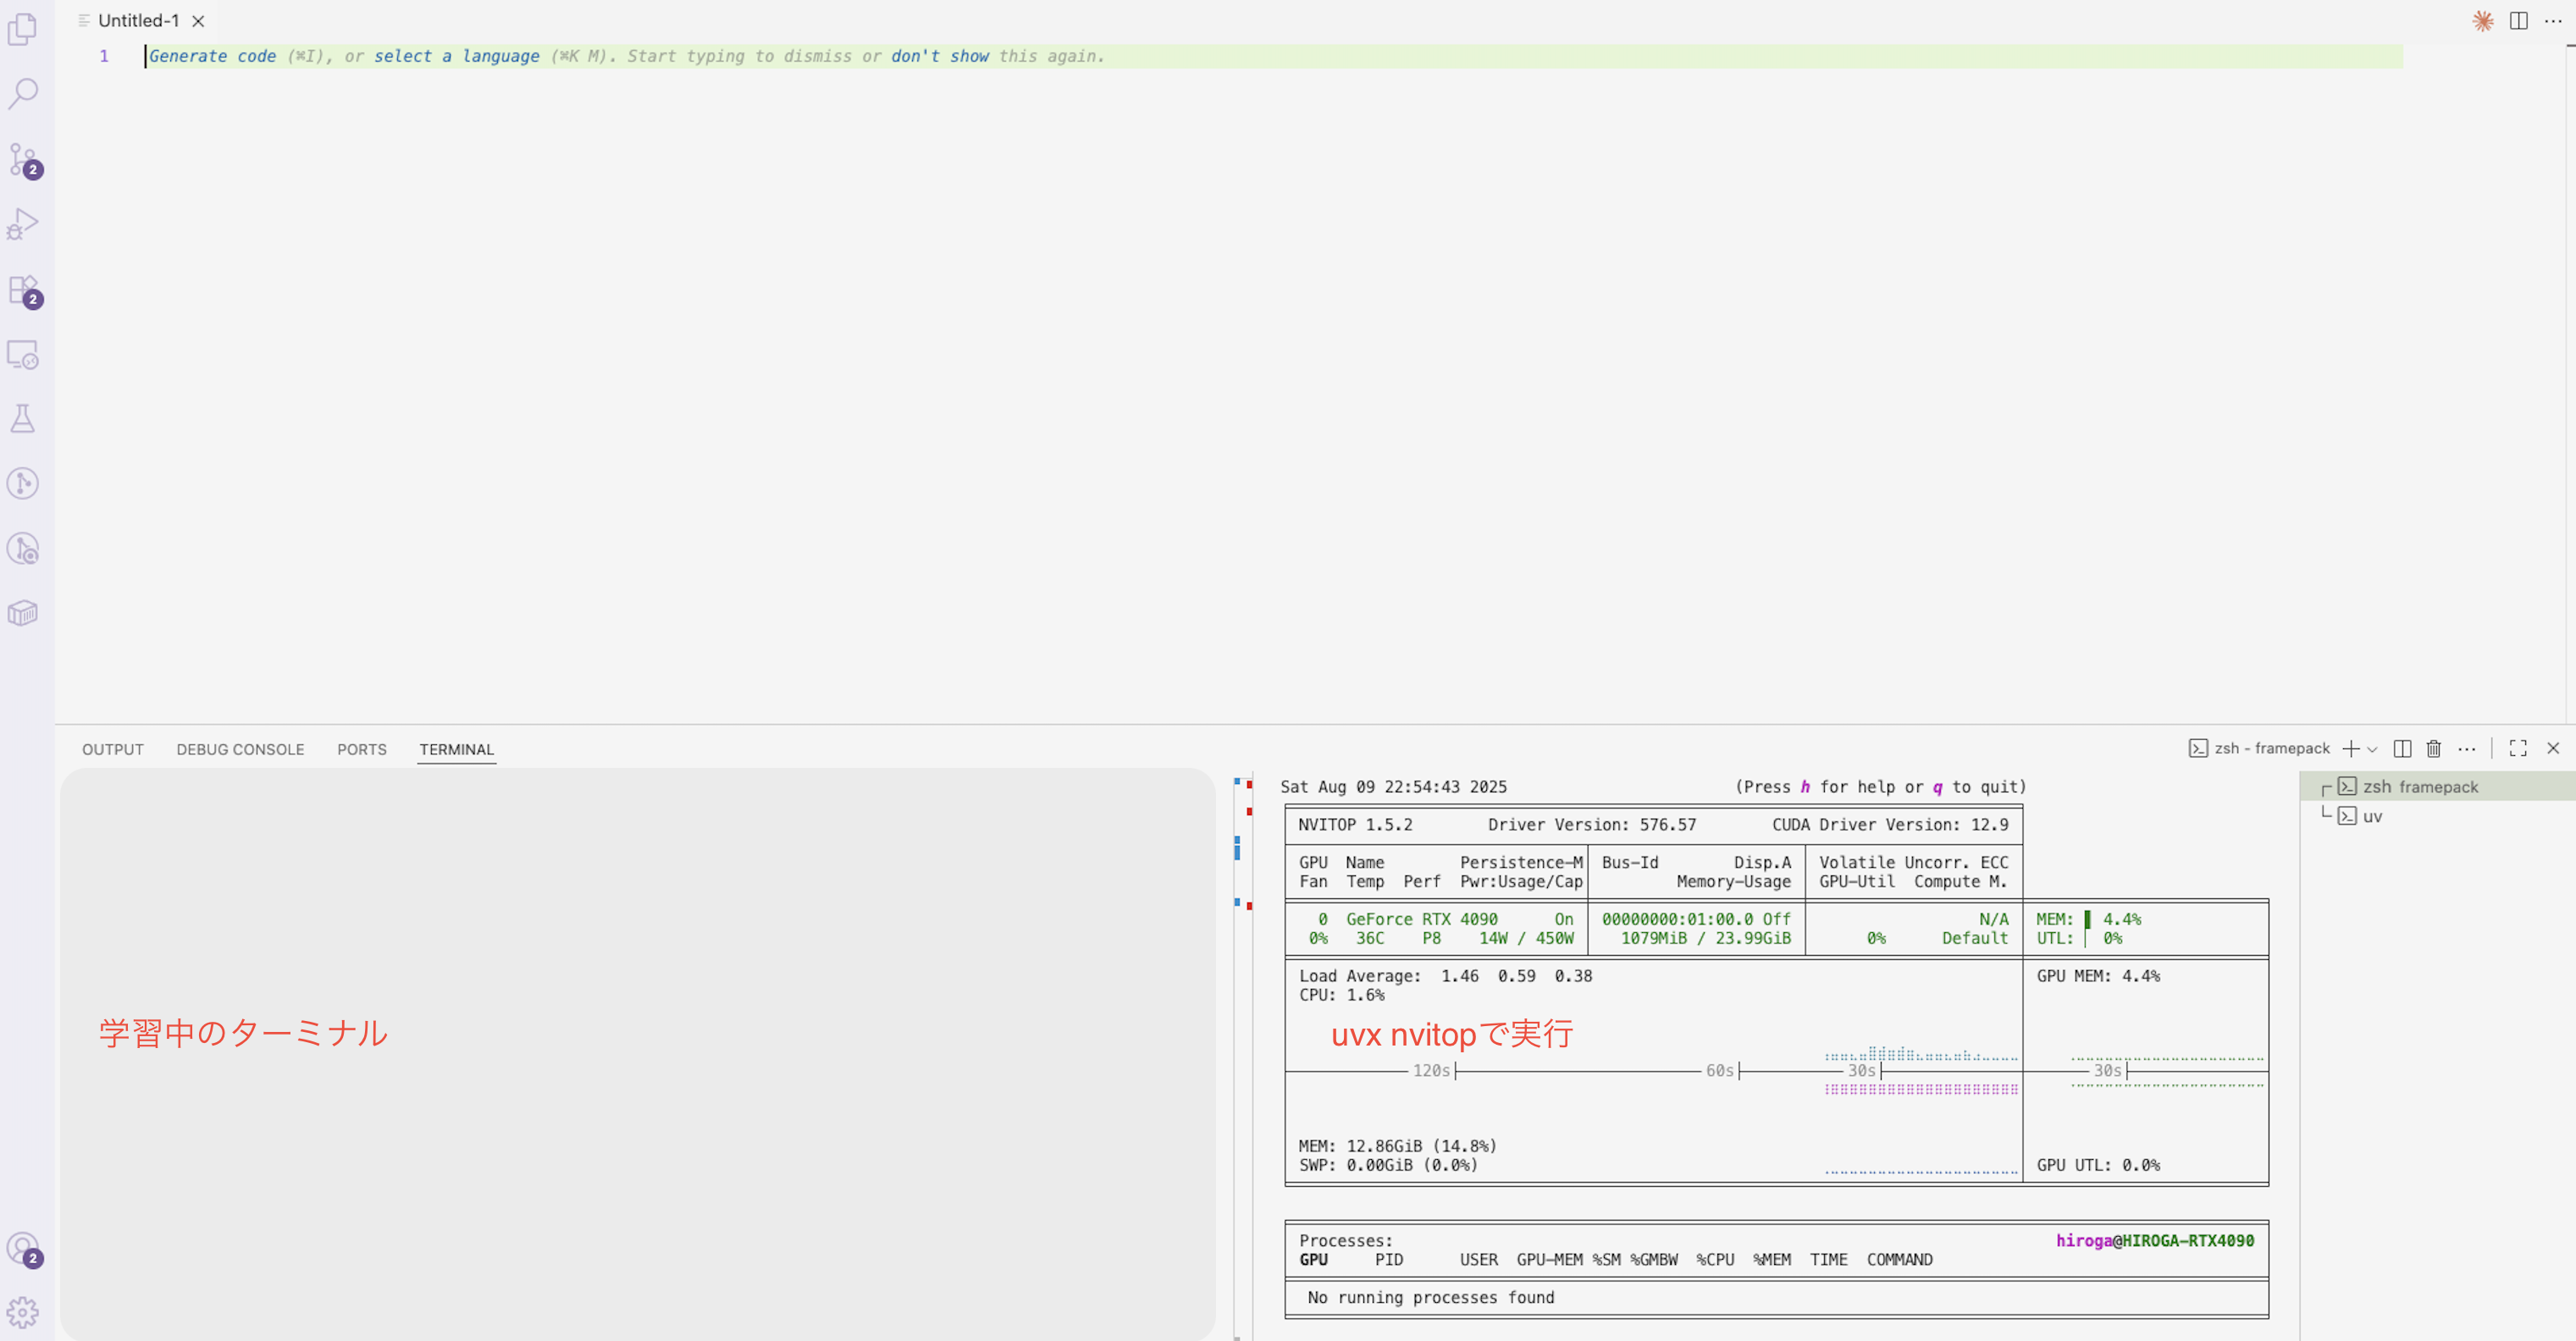 Untitled-1
1 Generate code (⌘I), or select a language (⌘K M). Start typing to dismiss or don't show this again.
2
2
2
OUTPUT DEBUG CONSOLE PORTS TERMINAL
zsh - framepack
zsh framepack
uv
学習中のターミナル
Sat Aug 09 22:54:43 2025 (Press h for help or q to quit)
NVITOP 1.5.2 Driver Version: 576.57 CUDA Driver Version: 12.9
GPU Name Persistence-M Bus-Id Disp.A Volatile Uncorr. ECC
Fan Temp Perf Pwr:Usage/Cap Memory-Usage GPU-Util Compute M.
0 GeForce RTX 4090 On 00000000:01:00.0 Off N/A MEM: 4.4%
0% 36C P8 14W / 450W 1079MiB / 23.99GiB 0% Default UTL: 0%
Load Average: 1.46 0.59 0.38 GPU MEM: 4.4%
CPU: 1.6%
uvx nvitopで実行
120s 60s 30s 30s
MEM: 12.86GiB (14.8%)
SWP: 0.00GiB (0.0%) GPU UTL: 0.0%
Processes: hiroga@HIROGA-RTX4090
GPU PID USER GPU-MEM %SM %GMBW %CPU %MEM TIME COMMAND
No running processes found